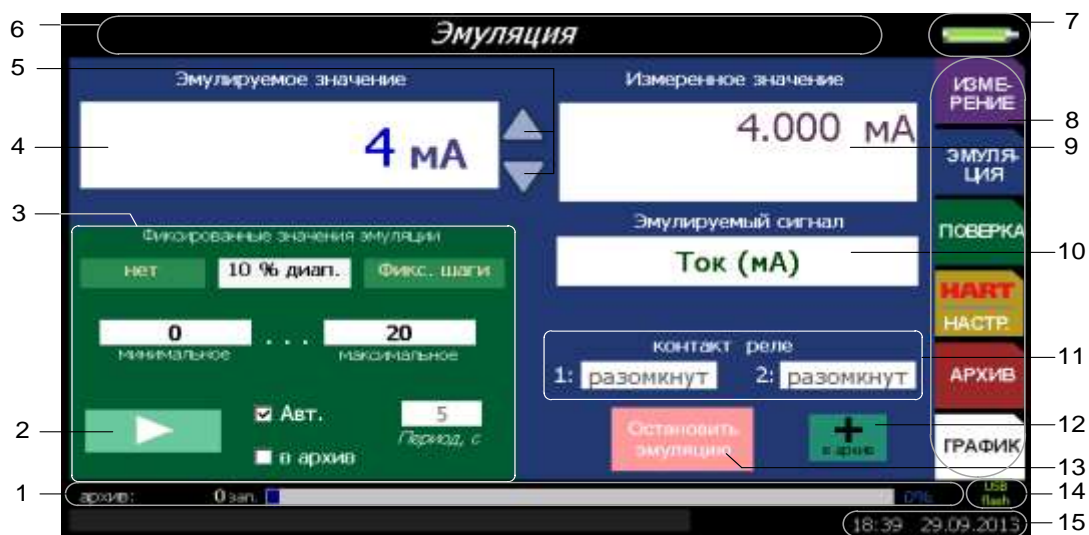 6
Эмуляция
7
5
Эмулируемое значение
Измеренное значение
ИЗМЕ-
РЕНИЕ
8
4
4 мА
4.000 мА
9
ЭМУЛЯ-
ЦИЯ
3
Фиксированные значения эмуляции
Эмулируемый сигнал
ПОВЕРКА
нет
10 % диап.
Фикс. шаги
Ток (мА)
10
HART
НАСТР.
0
. . .
20
минимальное
максимальное
контакт реле
11
1: разомкнут
2: разомкнут
АРХИВ
2
Авт.
5
Период, с
в архив
Остановить
эмуляцию
+
в архив
12
ГРАФИК
13
1
архив:
0 зап.
0%
USB
flash
14
18:39 29.09.2013
15